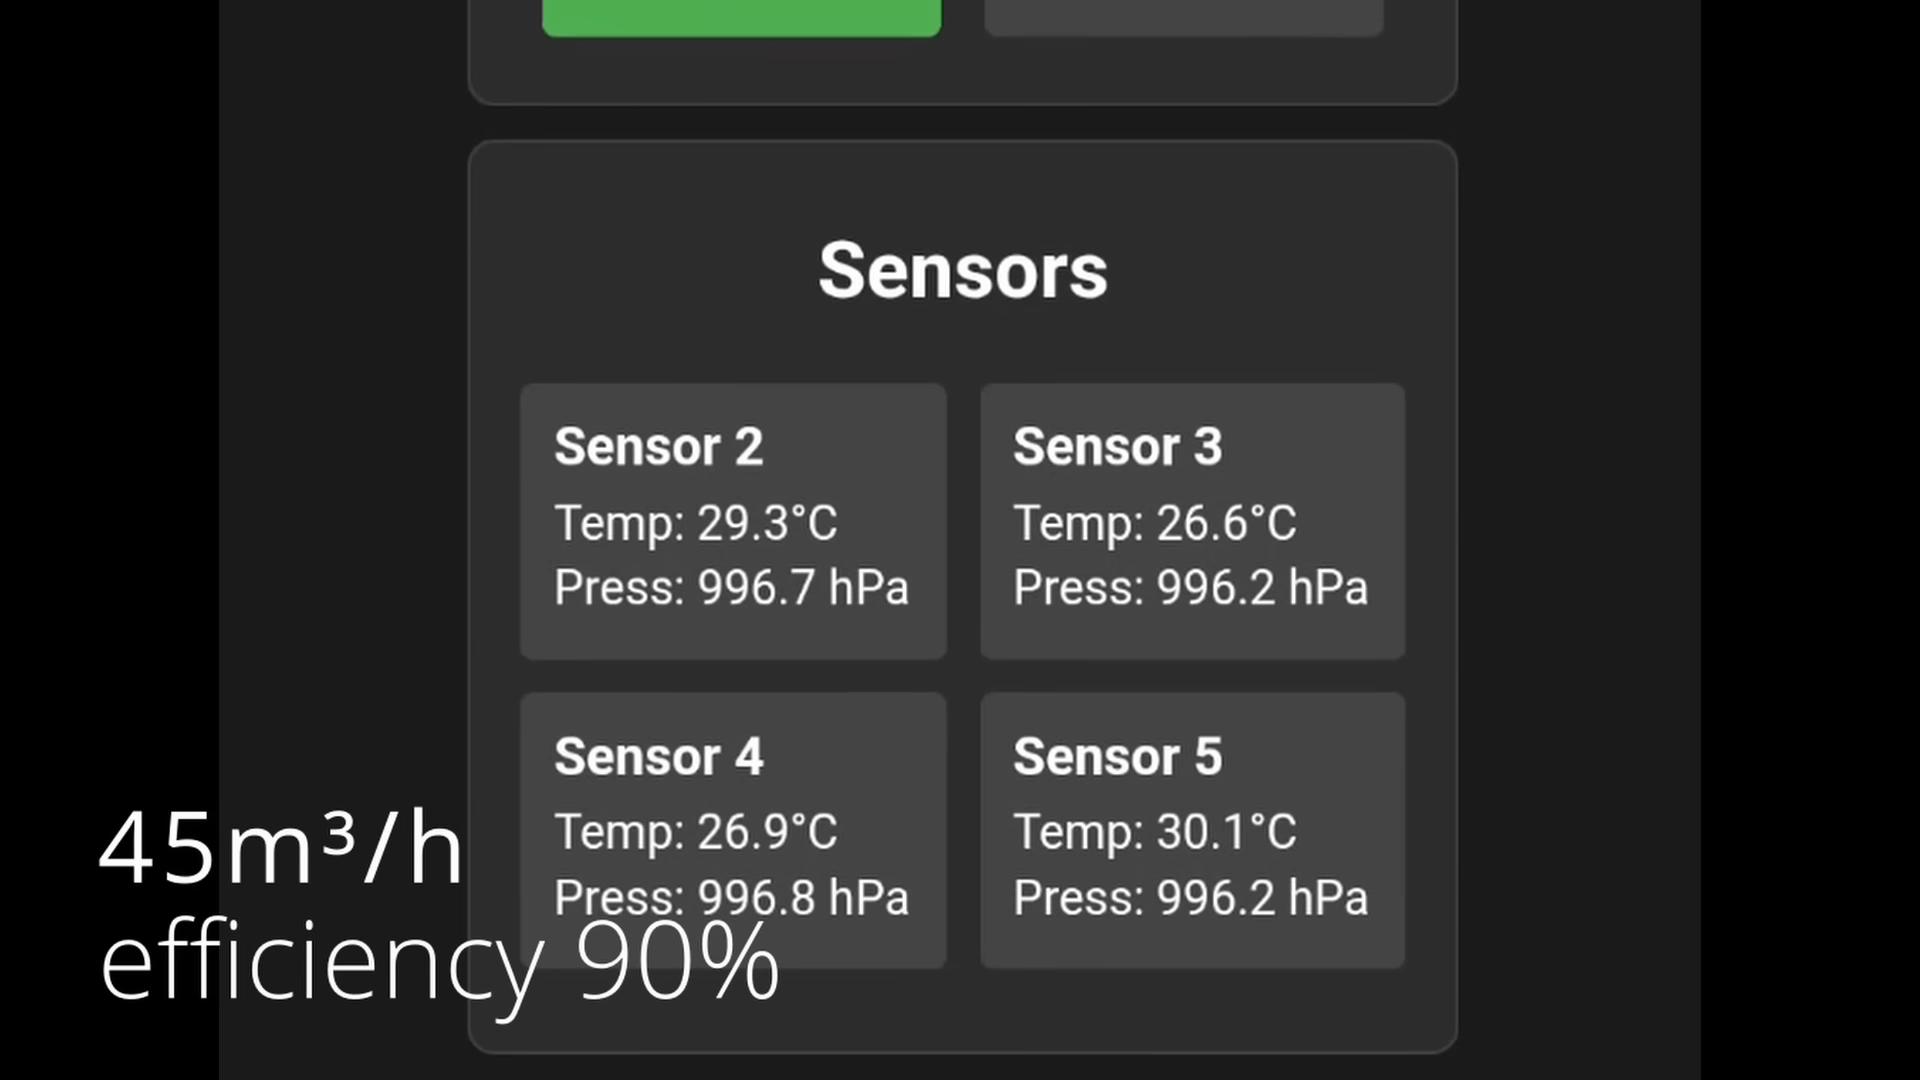 Sensors
Sensor 2
Temp: 29.3°C
Press: 996.7 hPa
Sensor 3
Temp: 26.6°C
Press: 996.2 hPa
Sensor 4
Temp: 26.9°C
Press: 996.8 hPa
Sensor 5
Temp: 30.1°C
Press: 996.2 hPa
45m³/h
efficiency 90%